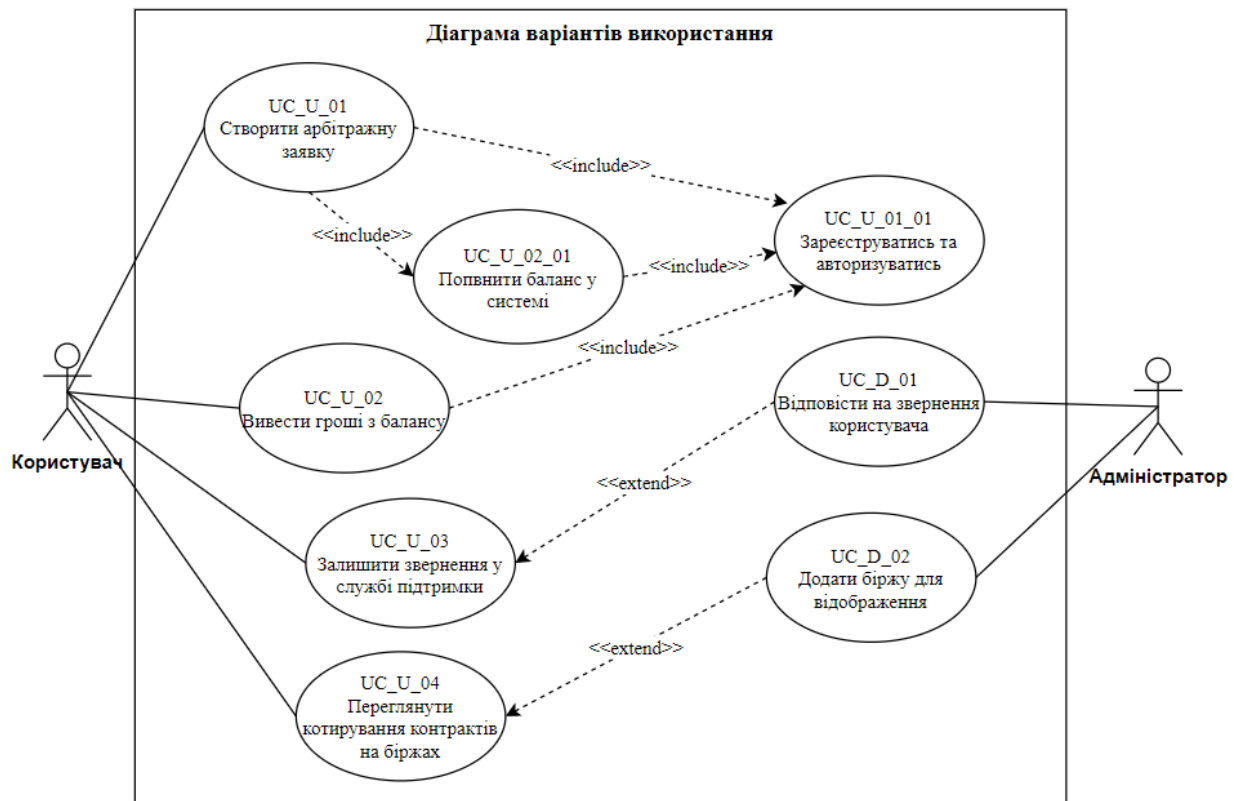 Діаграма варіантів використання
UC_U_01
Створити арбітражну
заявку
<<include>>
<<include>>
UC_U_01_01
Зареєструватись та
авторизуватись
UC_U_02_01
Попвнити баланс у
системі
<<include>>
<<include>>
UC_U_02
Вивести гроші з балансу
UC_D_01
Відповісти на звернення
користувача
Користувач
Адміністратор
<<extend>>
UC_U_03
Залишити звернення у
службі підтримки
UC_D_02
Додати біржу для
відображення
<<extend>>
UC_U_04
Переглянути
котирування контрактів
на біржах